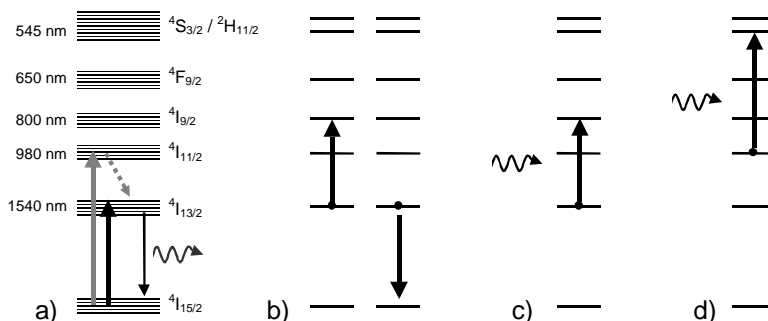 545 nm ⁴S₃/₂ / ²H₁₁/₂
650 nm ⁴F₉/₂
800 nm ⁴I₉/₂
980 nm ⁴I₁₁/₂
1540 nm ⁴I₁₃/₂
a) ⁴I₁₅/₂ b) c) d)